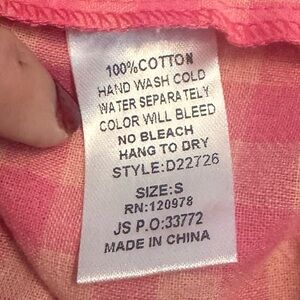 100%COTTON
HAND WASH COLD
WATER SEPARATELY
COLOR WILL BLEED
NO BLEACH
HANG TO DRY
STYLE:D22726
SIZE:S
RN:120978
JS P.O:33772
MADE IN CHINA